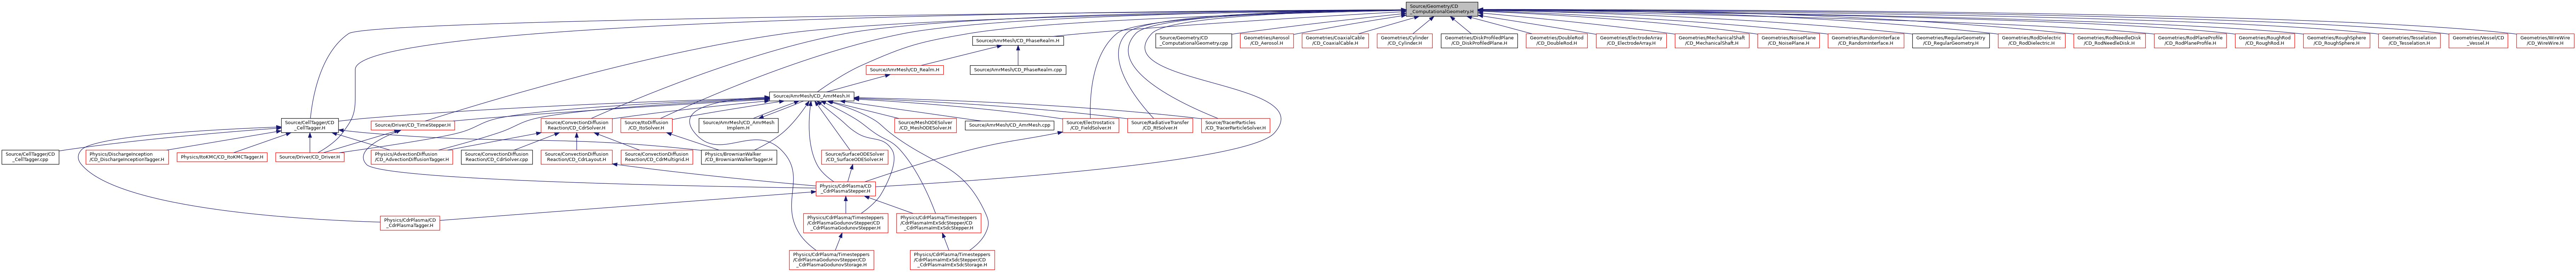 Source/Geometry/CD
_ComputationalGeometry.H
Source/AmrMesh/CD_PhaseRealm.H
Source/Geometry/CD
_ComputationalGeometry.cpp
Geometries/Aerosol
/CD_Aerosol.H
Geometries/CoaxialCable
/CD_CoaxialCable.H
Geometries/Cylinder
/CD_Cylinder.H
Geometries/DiskProfiledPlane
/CD_DiskProfiledPlane.H
Geometries/DoubleRod
/CD_DoubleRod.H
Geometries/ElectrodeArray
/CD_ElectrodeArray.H
Geometries/MechanicalShaft
/CD_MechanicalShaft.H
Geometries/NoisePlane
/CD_NoisePlane.H
Geometries/RandomInterface
/CD_RandomInterface.H
Geometries/RegularGeometry
/CD_RegularGeometry.H
Geometries/RodDielectric
/CD_RodDielectric.H
Geometries/RodNeedleDisk
/CD_RodNeedleDisk.H
Geometries/RodPlaneProfile
/CD_RodPlaneProfile.H
Geometries/RoughRod
/CD_RoughRod.H
Geometries/RoughSphere
/CD_RoughSphere.H
Geometries/Tesselation
/CD_Tesselation.H
Geometries/Vessel/CD
_Vessel.H
Geometries/WireWire
/CD_WireWire.H
Source/AmrMesh/CD_Realm.H
Source/AmrMesh/CD_PhaseRealm.cpp
Source/AmrMesh/CD_AmrMesh.H
Source/CellTagger/CD
_CellTagger.H
Source/Driver/CD_TimeStepper.H
Source/ConvectionDiffusion
Reaction/CD_CdrSolver.H
Source/ItoDiffusion
/CD_ItoSolver.H
Source/AmrMesh/CD_AmrMesh
Implem.H
Source/MeshODESolver
/CD_MeshODESolver.H
Source/AmrMesh/CD_AmrMesh.cpp
Source/Electrostatics
/CD_FieldSolver.H
Source/RadiativeTransfer
/CD_RtSolver.H
Source/TracerParticles
/CD_TracerParticleSolver.H
Source/CellTagger/CD
_CellTagger.cpp
Physics/DischargeInception
/CD_DischargeInceptionTagger.H
Physics/ItoKMC/CD_ItoKMCTagger.H
Source/Driver/CD_Driver.H
Physics/AdvectionDiffusion
/CD_AdvectionDiffusionTagger.H
Source/ConvectionDiffusion
Reaction/CD_CdrSolver.cpp
Source/ConvectionDiffusion
Reaction/CD_CdrLayout.H
Source/ConvectionDiffusion
Reaction/CD_CdrMultigrid.H
Physics/BrownianWalker
/CD_BrownianWalkerTagger.H
Source/SurfaceODESolver
/CD_SurfaceODESolver.H
Physics/CdrPlasma/CD
_CdrPlasmaStepper.H
Physics/CdrPlasma/CD
_CdrPlasmaTagger.H
Physics/CdrPlasma/Timesteppers
/CdrPlasmaGodunovStepper/CD
_CdrPlasmaGodunovStepper.H
Physics/CdrPlasma/Timesteppers
/CdrPlasmaImExSdcStepper/CD
_CdrPlasmaImExSdcStepper.H
Physics/CdrPlasma/Timesteppers
/CdrPlasmaGodunovStepper/CD
_CdrPlasmaGodunovStorage.H
Physics/CdrPlasma/Timesteppers
/CdrPlasmaImExSdcStepper/CD
_CdrPlasmaImExSdcStorage.H